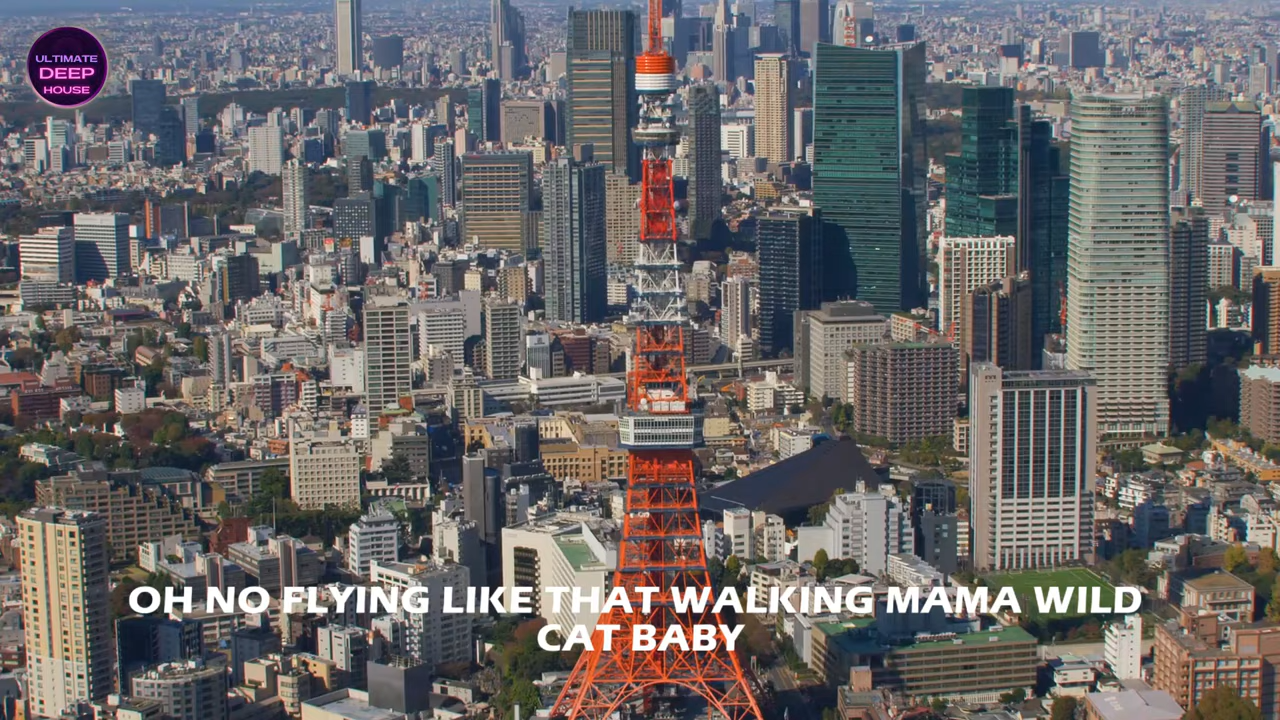 ULTIMATE
DEEP
HOUSE
OH NO FLYING LIKE THAT WALKING MAMA WILD
CAT BABY